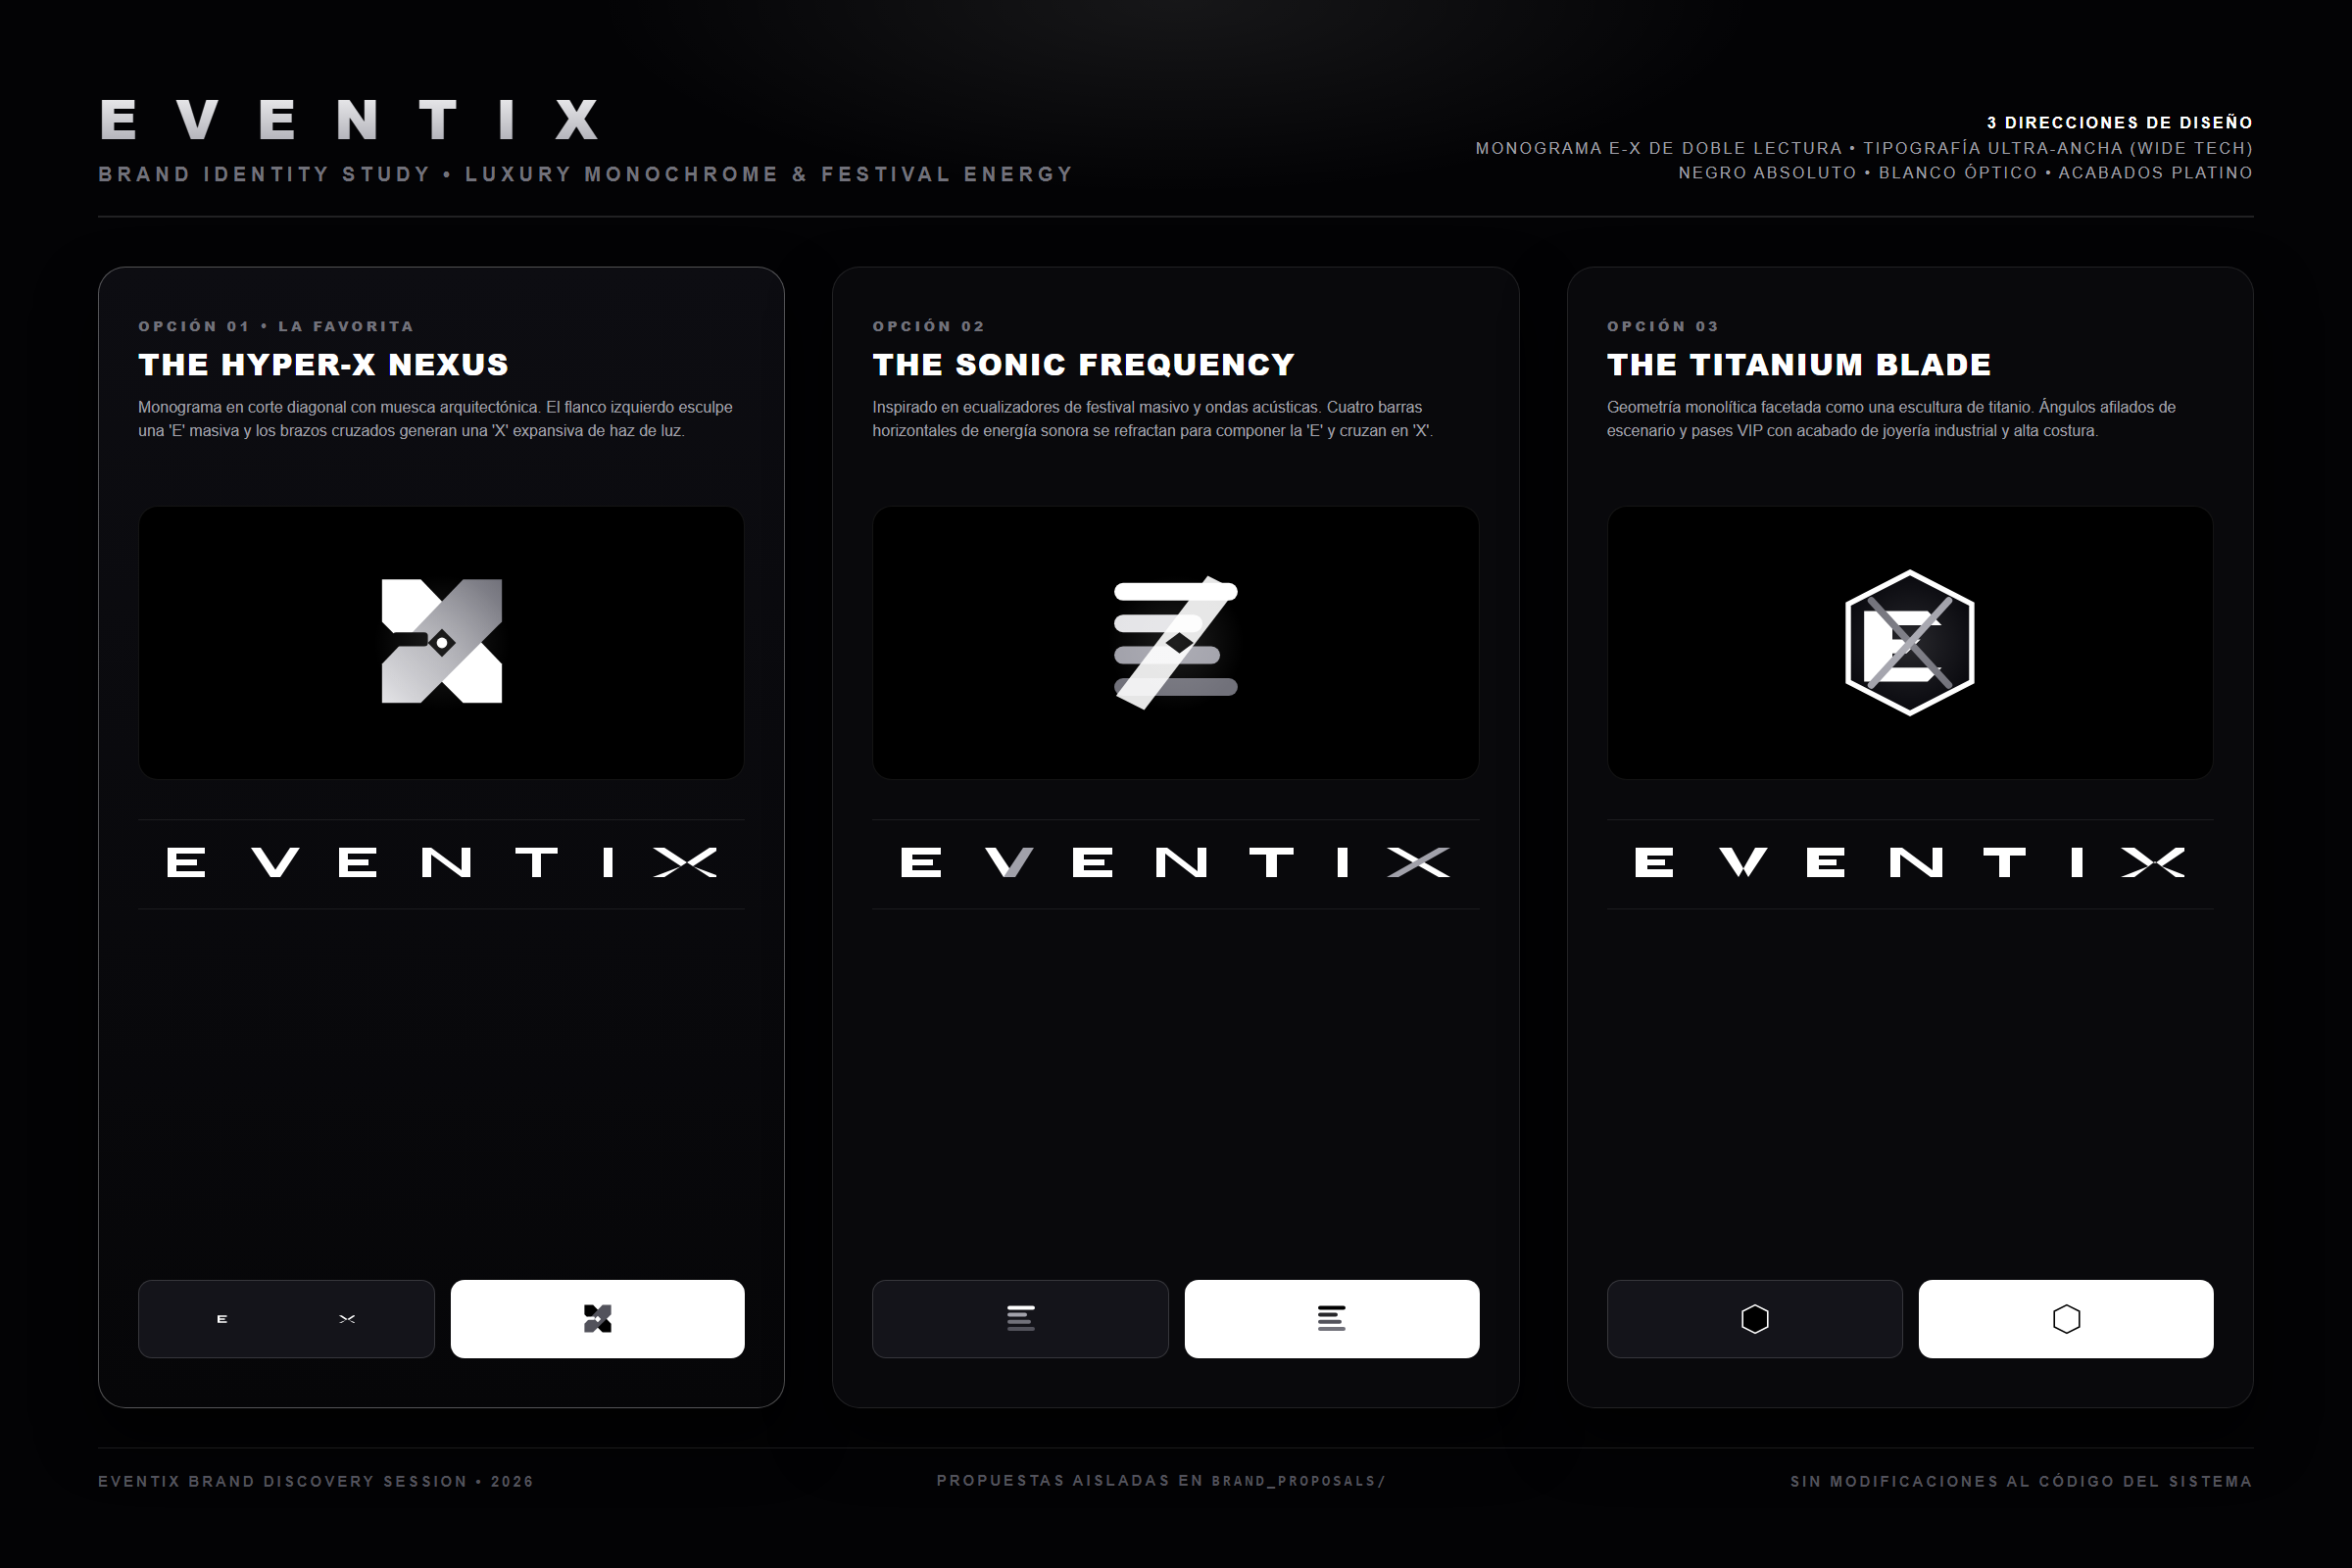 EVENTIX
BRAND IDENTITY STUDY • LUXURY MONOCHROME & FESTIVAL ENERGY
3 DIRECCIONES DE DISEÑO
MONOGRAMA E-X DE DOBLE LECTURA • TIPOGRAFÍA ULTRA-ANCHA (WIDE TECH)
NEGRO ABSOLUTO • BLANCO ÓPTICO • ACABADOS PLATINO
OPCIÓN 01 • LA FAVORITA
THE HYPER-X NEXUS
Monograma en corte diagonal con muesca arquitectónica. El flanco izquierdo esculpe
una 'E' masiva y los brazos cruzados generan una 'X' expansiva de haz de luz.
EVENTIX
E X
OPCIÓN 02
THE SONIC FREQUENCY
Inspirado en ecualizadores de festival masivo y ondas acústicas. Cuatro barras
horizontales de energía sonora se refractan para componer la 'E' y cruzan en 'X'.
EVENTIX
OPCIÓN 03
THE TITANIUM BLADE
Geometría monolítica facetada como una escultura de titanio. Ángulos afilados de
escenario y pases VIP con acabado de joyería industrial y alta costura.
E
EVENTIX
EVENTIX BRAND DISCOVERY SESSION • 2026
PROPUESTAS AISLADAS EN BRAND_PROPOSALS/
SIN MODIFICACIONES AL CÓDIGO DEL SISTEMA